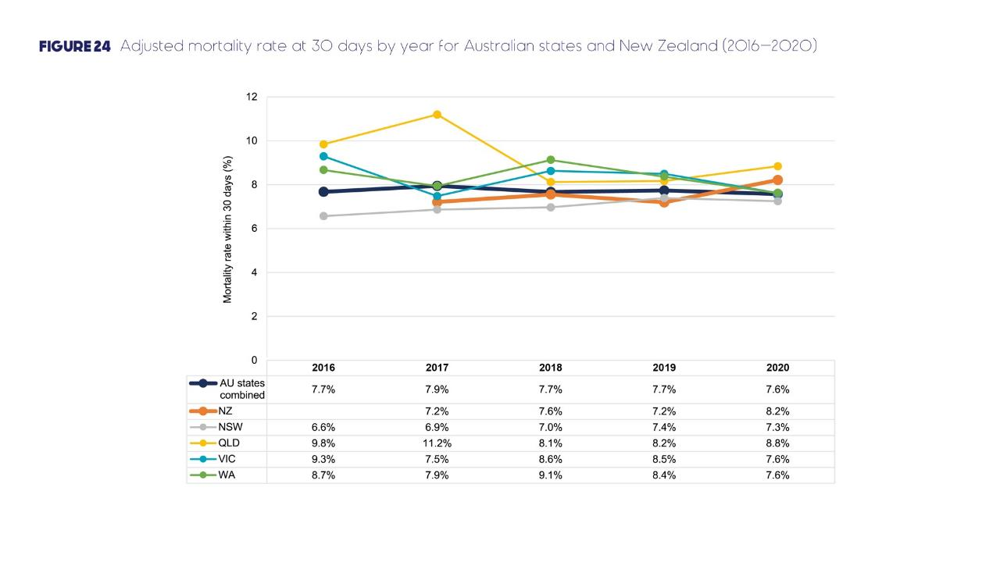 FIGURE 24 Adjusted mortality rate at 30 days by year for Australian states and New Zealand (2016–2020)
Mortality rate within 30 days (%)
12
10
8
6
4
2
0
2016 2017 2018 2019 2020
AU states combined 7.7% 7.9% 7.7% 7.7% 7.6%
NZ 7.2% 7.6% 7.2% 8.2%
NSW 6.6% 6.9% 7.0% 7.4% 7.3%
QLD 9.8% 11.2% 8.1% 8.2% 8.8%
VIC 9.3% 7.5% 8.6% 8.5% 7.6%
WA 8.7% 7.9% 9.1% 8.4% 7.6%